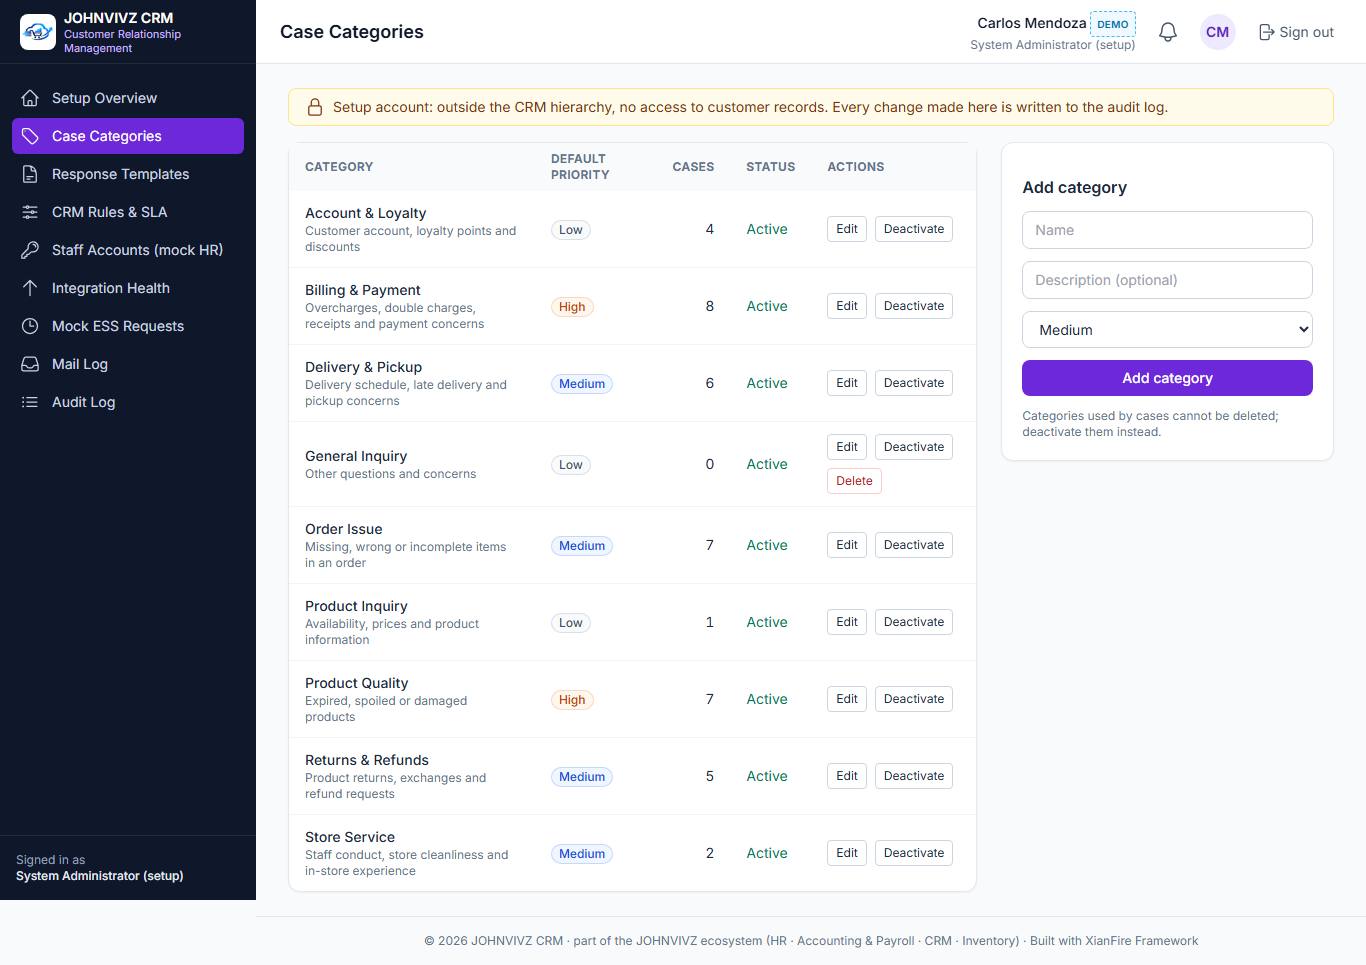 JOHNVIVZ CRM
Customer Relationship
Management
Case Categories
Carlos Mendoza DEMO
System Administrator (setup)
CM
Sign out
Setup Overview
Case Categories
Response Templates
CRM Rules & SLA
Staff Accounts (mock HR)
Integration Health
Mock ESS Requests
Mail Log
Audit Log
Signed in as
System Administrator (setup)
Setup account: outside the CRM hierarchy, no access to customer records. Every change made here is written to the audit log.
CATEGORY DEFAULT PRIORITY CASES STATUS ACTIONS
Account & Loyalty
Customer account, loyalty points and
discounts
Low 4 Active Edit Deactivate
Billing & Payment
Overcharges, double charges,
receipts and payment concerns
High 8 Active Edit Deactivate
Delivery & Pickup
Delivery schedule, late delivery and
pickup concerns
Medium 6 Active Edit Deactivate
General Inquiry
Other questions and concerns
Low 0 Active Edit Deactivate
Delete
Order Issue
Missing, wrong or incomplete items
in an order
Medium 7 Active Edit Deactivate
Product Inquiry
Availability, prices and product
information
Low 1 Active Edit Deactivate
Product Quality
Expired, spoiled or damaged
products
High 7 Active Edit Deactivate
Returns & Refunds
Product returns, exchanges and
refund requests
Medium 5 Active Edit Deactivate
Store Service
Staff conduct, store cleanliness and
in-store experience
Medium 2 Active Edit Deactivate
Add category
Name
Description (optional)
Medium
Add category
Categories used by cases cannot be deleted;
deactivate them instead.
© 2026 JOHNVIVZ CRM · part of the JOHNVIVZ ecosystem (HR · Accounting & Payroll · CRM · Inventory) · Built with XianFire Framework